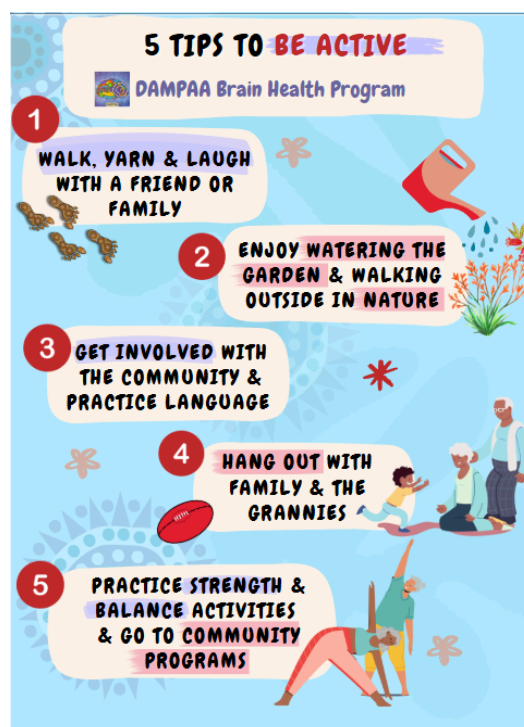 5 TIPS TO BE ACTIVE
DAMPAA Brain Health Program
1
WALK, YARN & LAUGH
WITH A FRIEND OR
FAMILY
2
ENJOY WATERING THE
GARDEN & WALKING
OUTSIDE IN NATURE
3
GET INVOLVED WITH
THE COMMUNITY &
PRACTICE LANGUAGE
4
HANG OUT WITH
FAMILY & THE
GRANNIES
5
PRACTICE STRENGTH &
BALANCE ACTIVITIES
& GO TO COMMUNITY
PROGRAMS